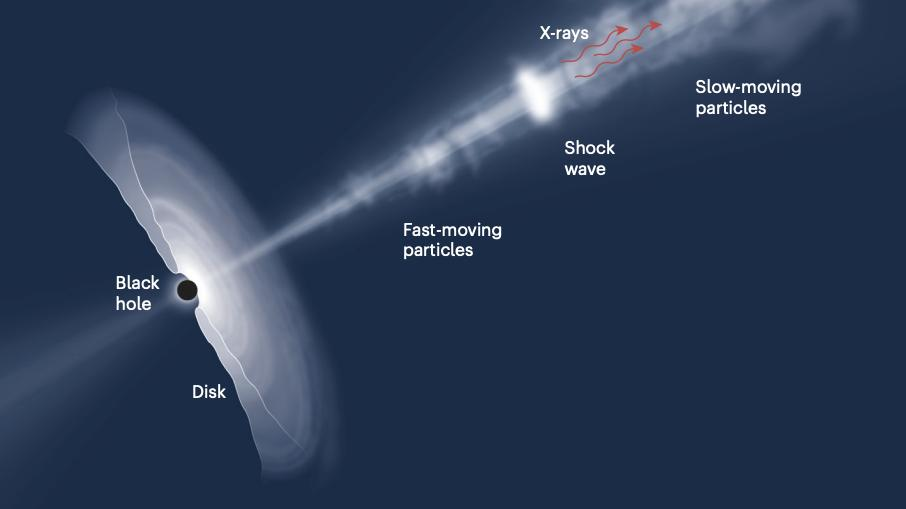 X-rays
Slow-moving
particles
Shock
wave
Fast-moving
particles
Black
hole
Disk